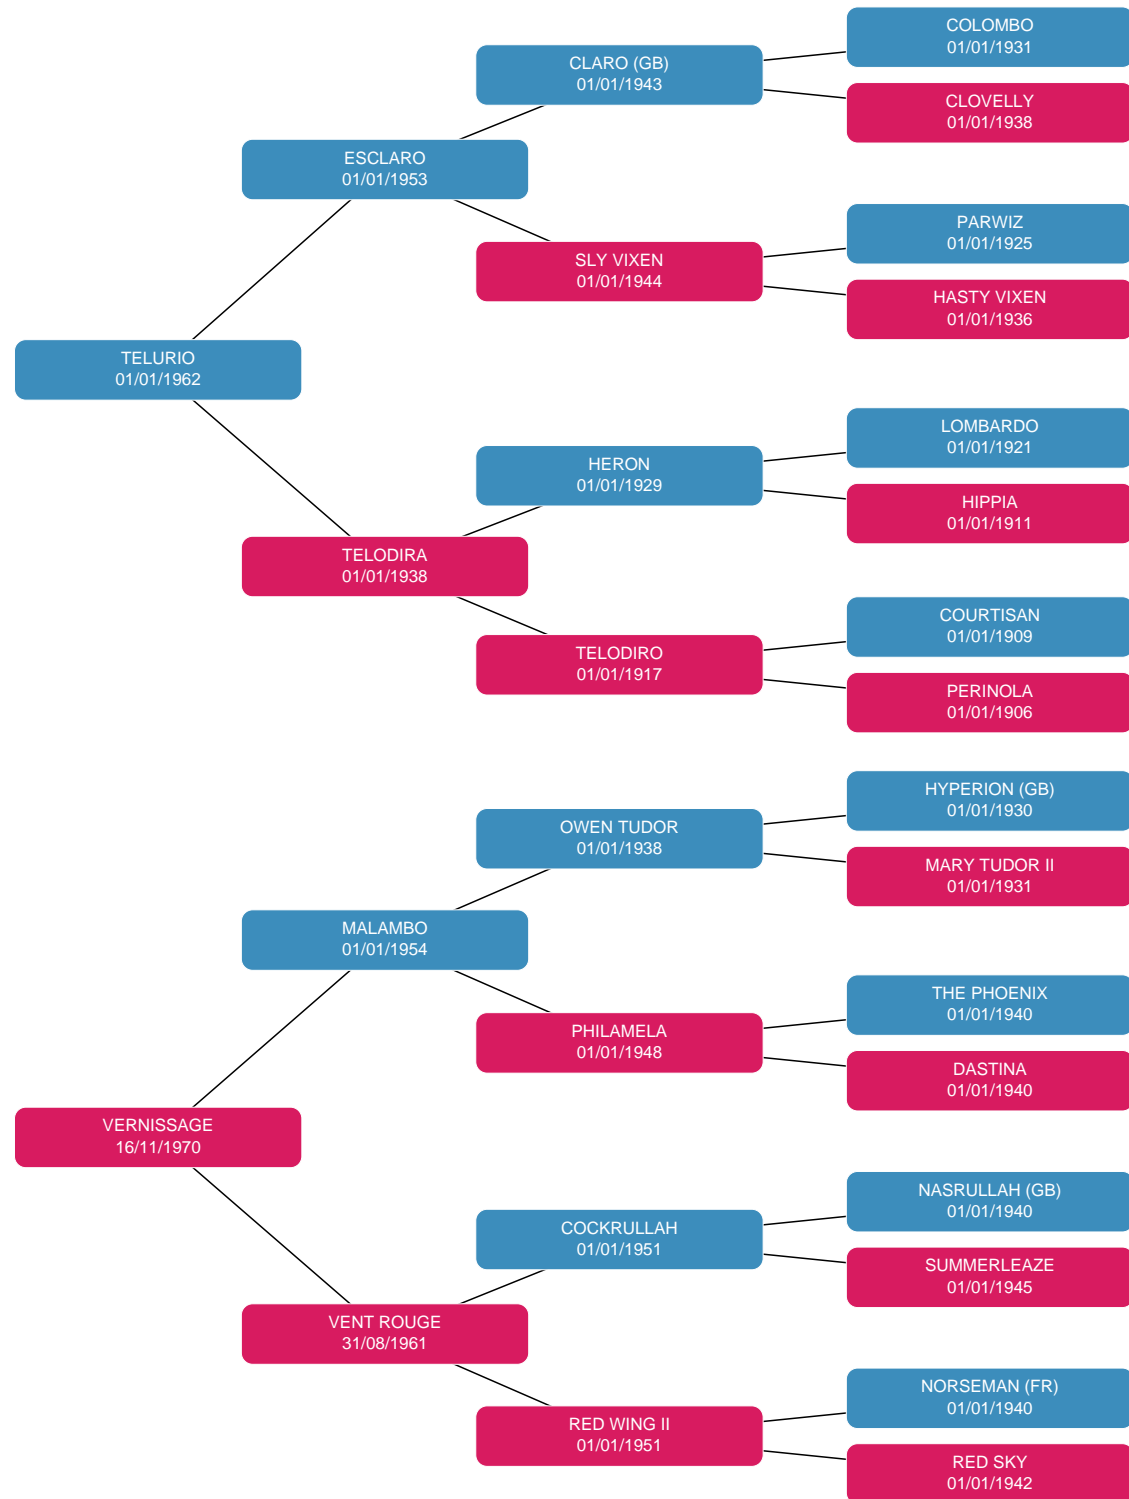 COLOMBO
01/01/1931
CLARO (GB)
01/01/1943
CLOVELLY
01/01/1938
ESCLARO
01/01/1953
PARWIZ
01/01/1925
SLY VIXEN
01/01/1944
HASTY VIXEN
01/01/1936
TELURIO
01/01/1962
LOMBARDO
01/01/1921
HERON
01/01/1929
HIPPIA
01/01/1911
TELODIRA
01/01/1938
COURTISAN
01/01/1909
TELODIRO
01/01/1917
PERINOLA
01/01/1906
HYPERION (GB)
01/01/1930
OWEN TUDOR
01/01/1938
MARY TUDOR II
01/01/1931
MALAMBO
01/01/1954
THE PHOENIX
01/01/1940
PHILAMELA
01/01/1948
DASTINA
01/01/1940
VERNISSAGE
16/11/1970
NASRULLAH (GB)
01/01/1940
COCKRULLAH
01/01/1951
SUMMERLEAZE
01/01/1945
VENT ROUGE
31/08/1961
NORSEMAN (FR)
01/01/1940
RED WING II
01/01/1951
RED SKY
01/01/1942